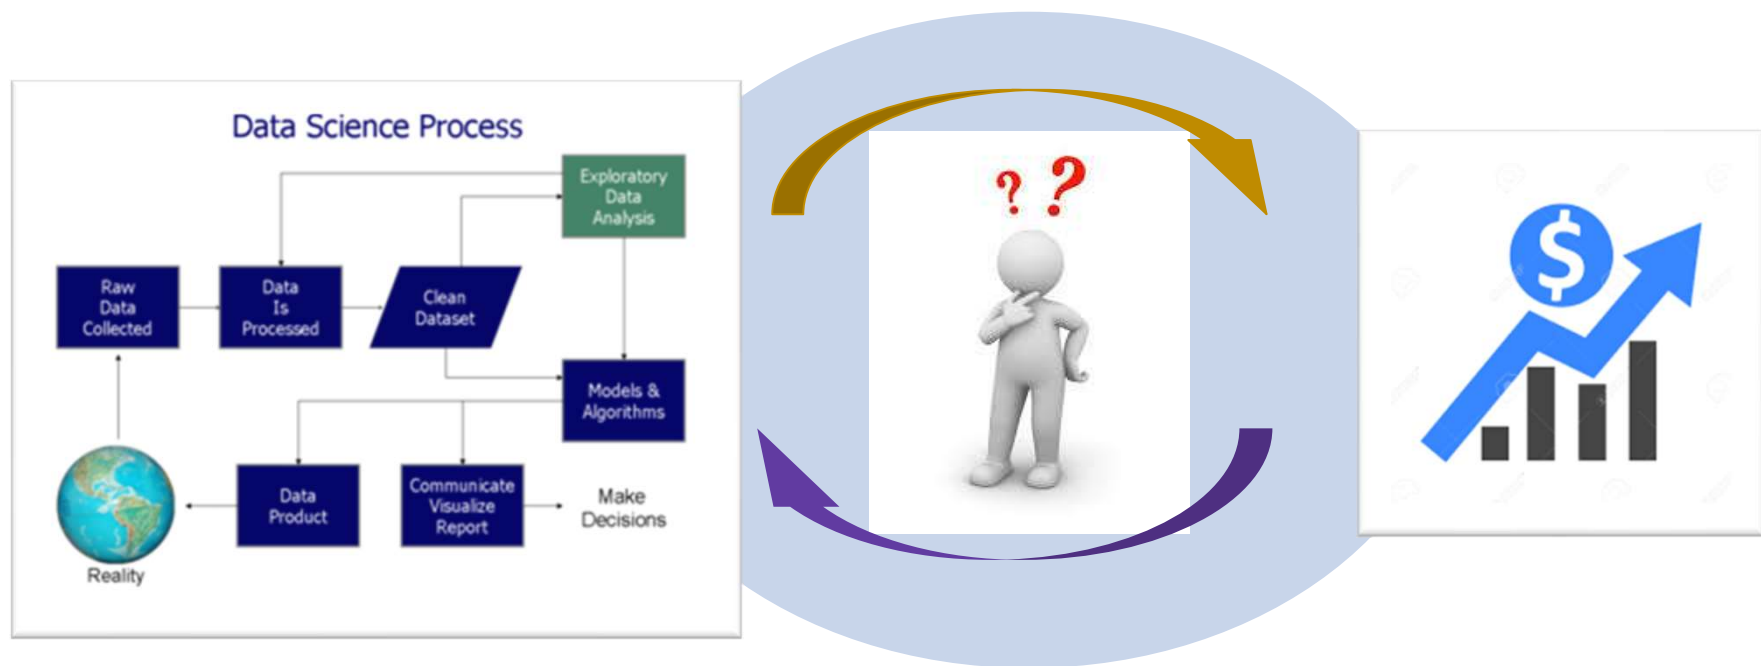 Data Science Process
Exploratory
Data
Analysis
Raw
Data
Collected
Data
Is
Processed
Clean
Dataset
Models &
Algorithms
Data
Product
Communicate
Visualize
Report
Make
Decisions
Reality
? ?
$